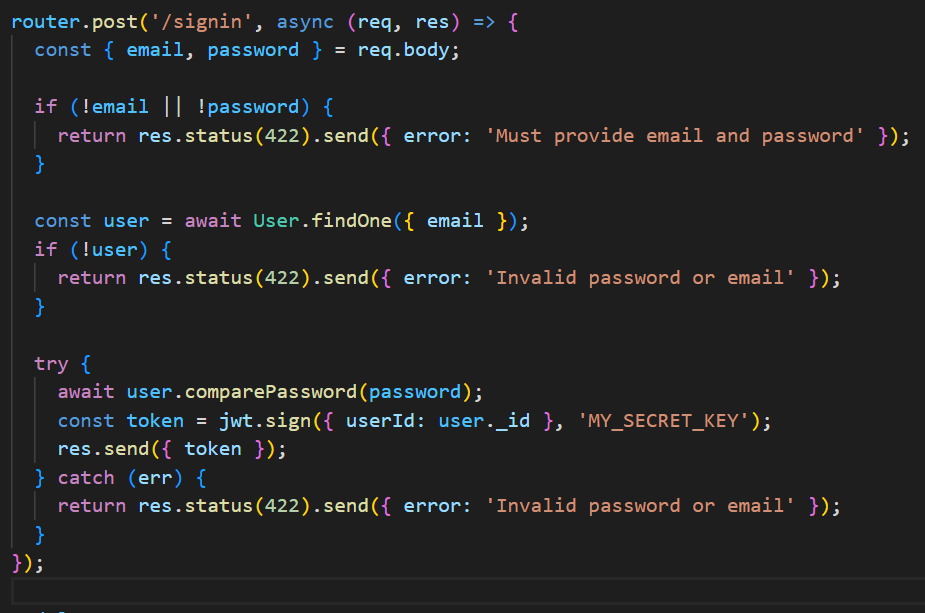 router.post('/signin', async (req, res) => {
  const { email, password } = req.body;

  if (!email || !password) {
    return res.status(422).send({ error: 'Must provide email and password' });
  }

  const user = await User.findOne({ email });
  if (!user) {
    return res.status(422).send({ error: 'Invalid password or email' });
  }

  try {
    await user.comparePassword(password);
    const token = jwt.sign({ userId: user._id }, 'MY_SECRET_KEY');
    res.send({ token });
  } catch (err) {
    return res.status(422).send({ error: 'Invalid password or email' });
  }
});